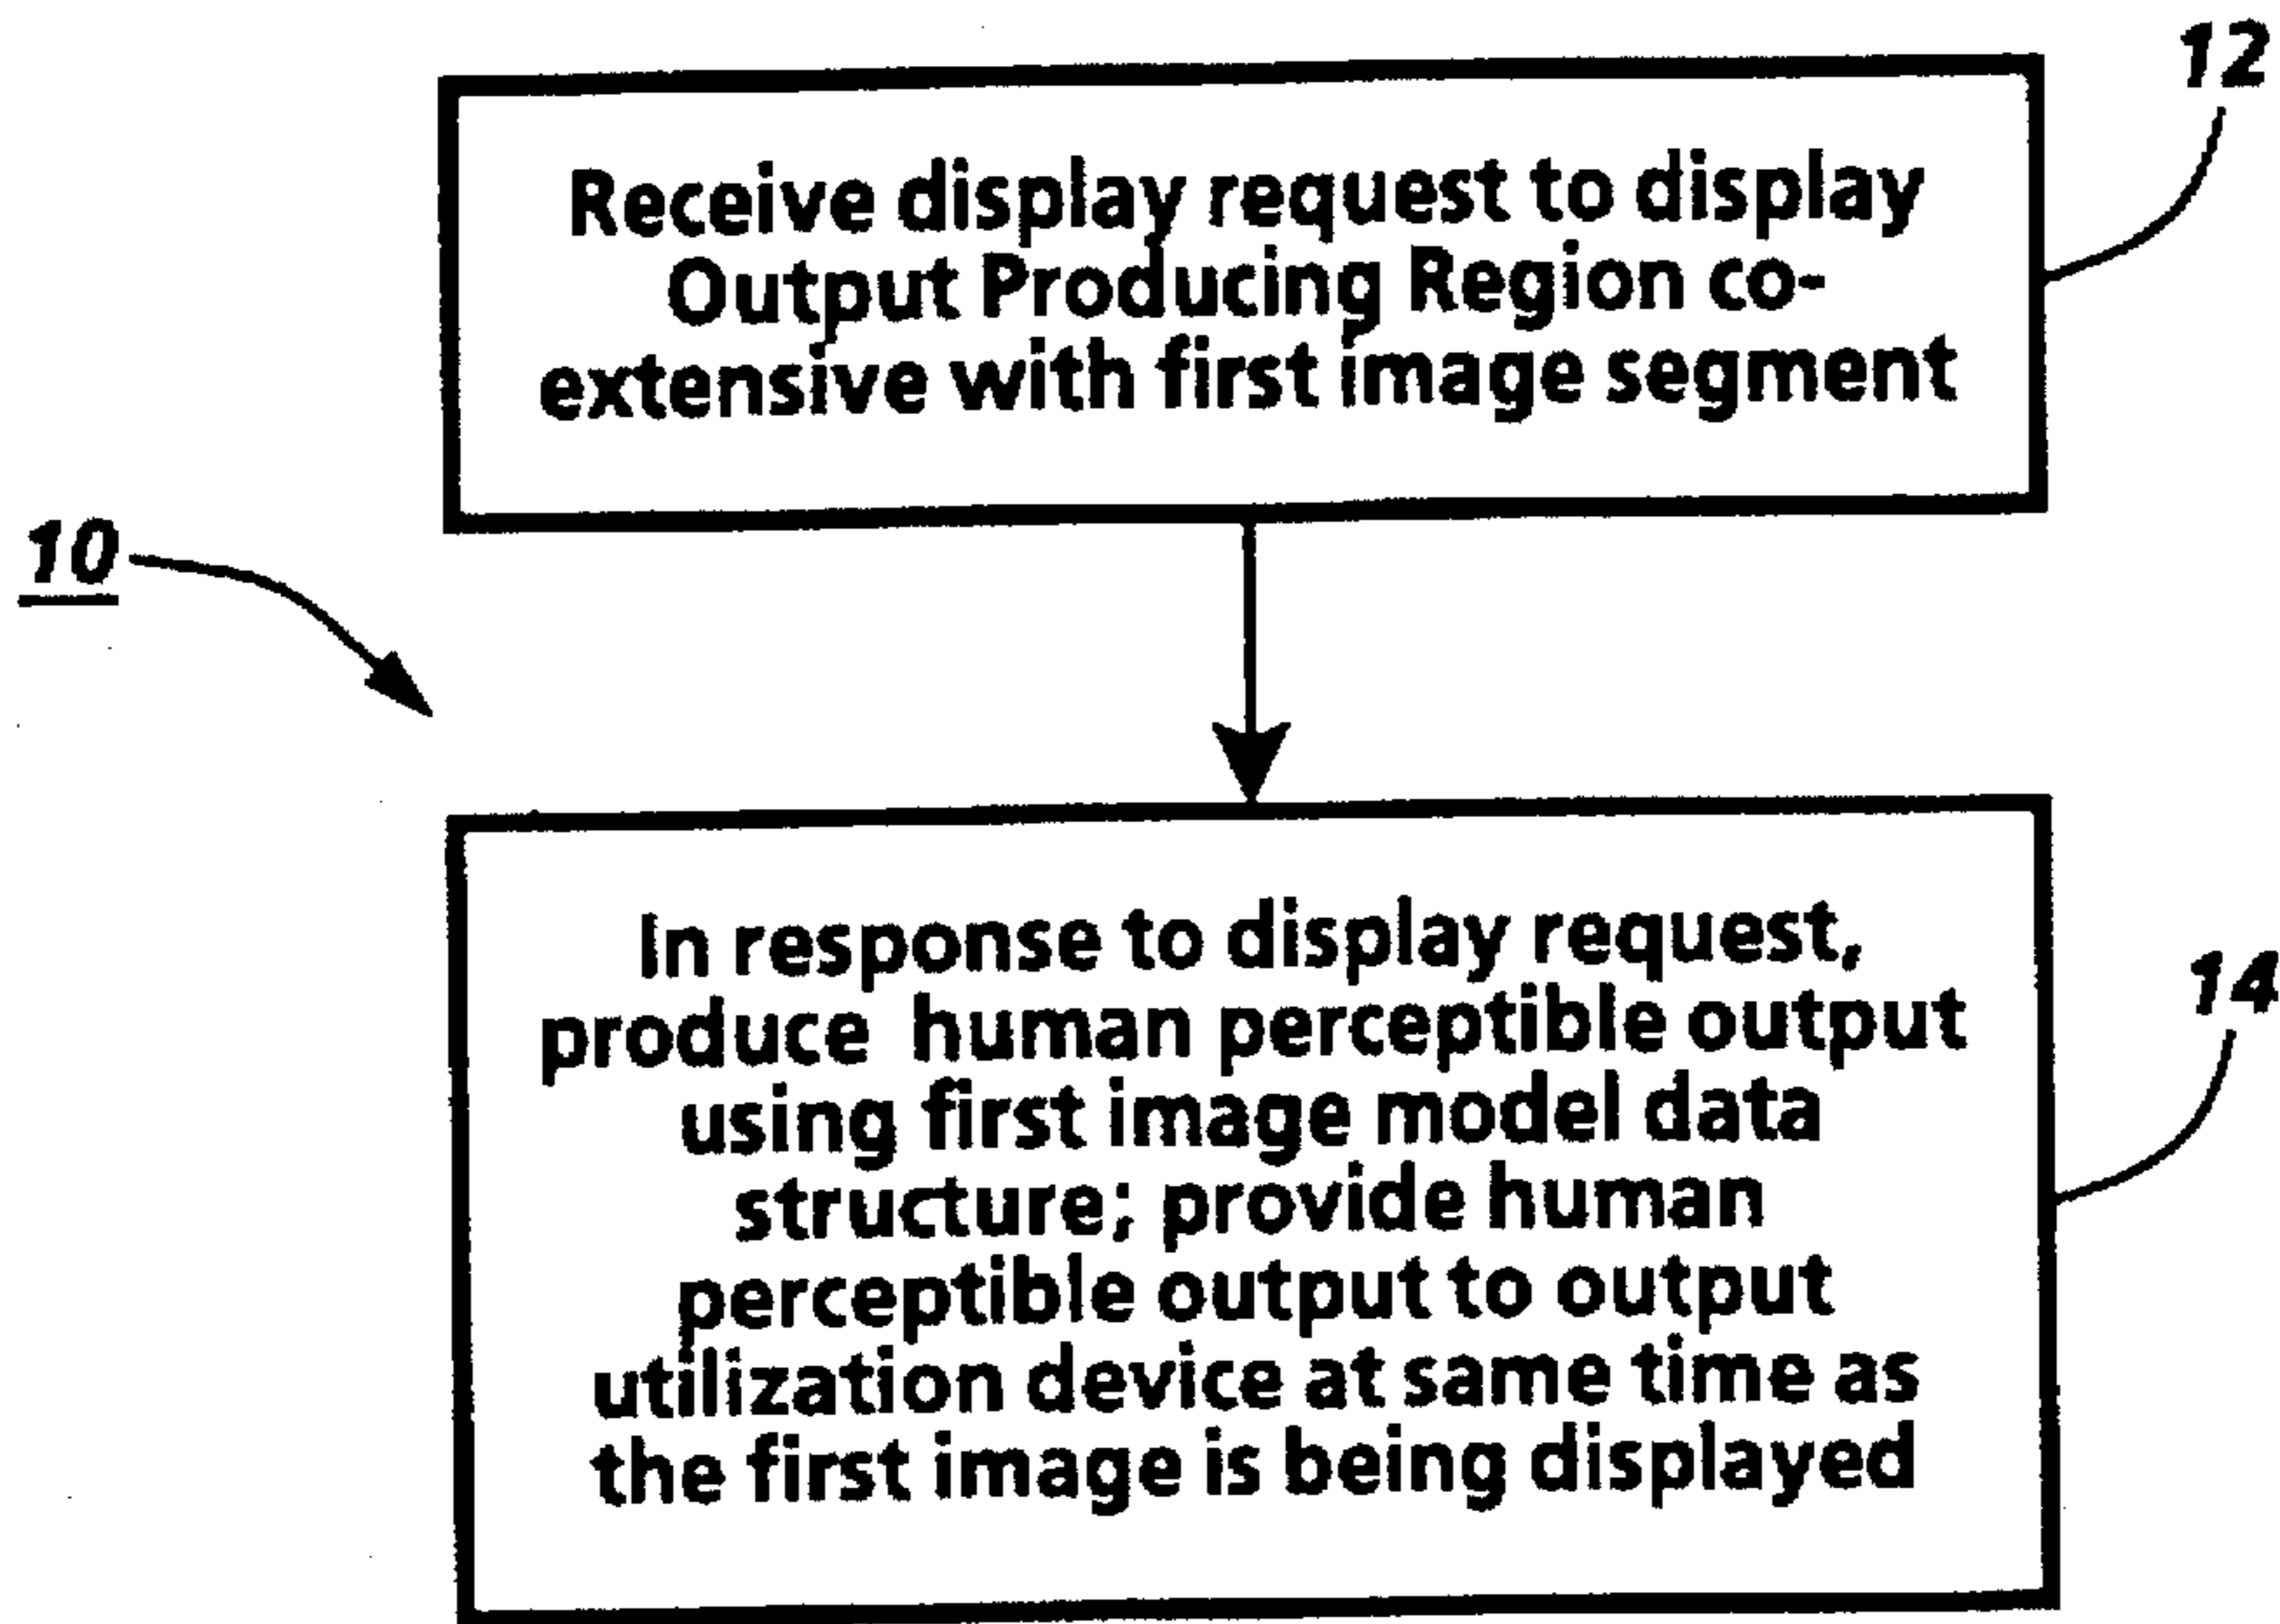 12
Receive display request to display
Output Producing Region co-
extensive with first image segment
10
In response to display request,
produce human perceptible output
using first image model data
structure; provide human
perceptible output to output
utilization device at same time as
the first image is being displayed
14